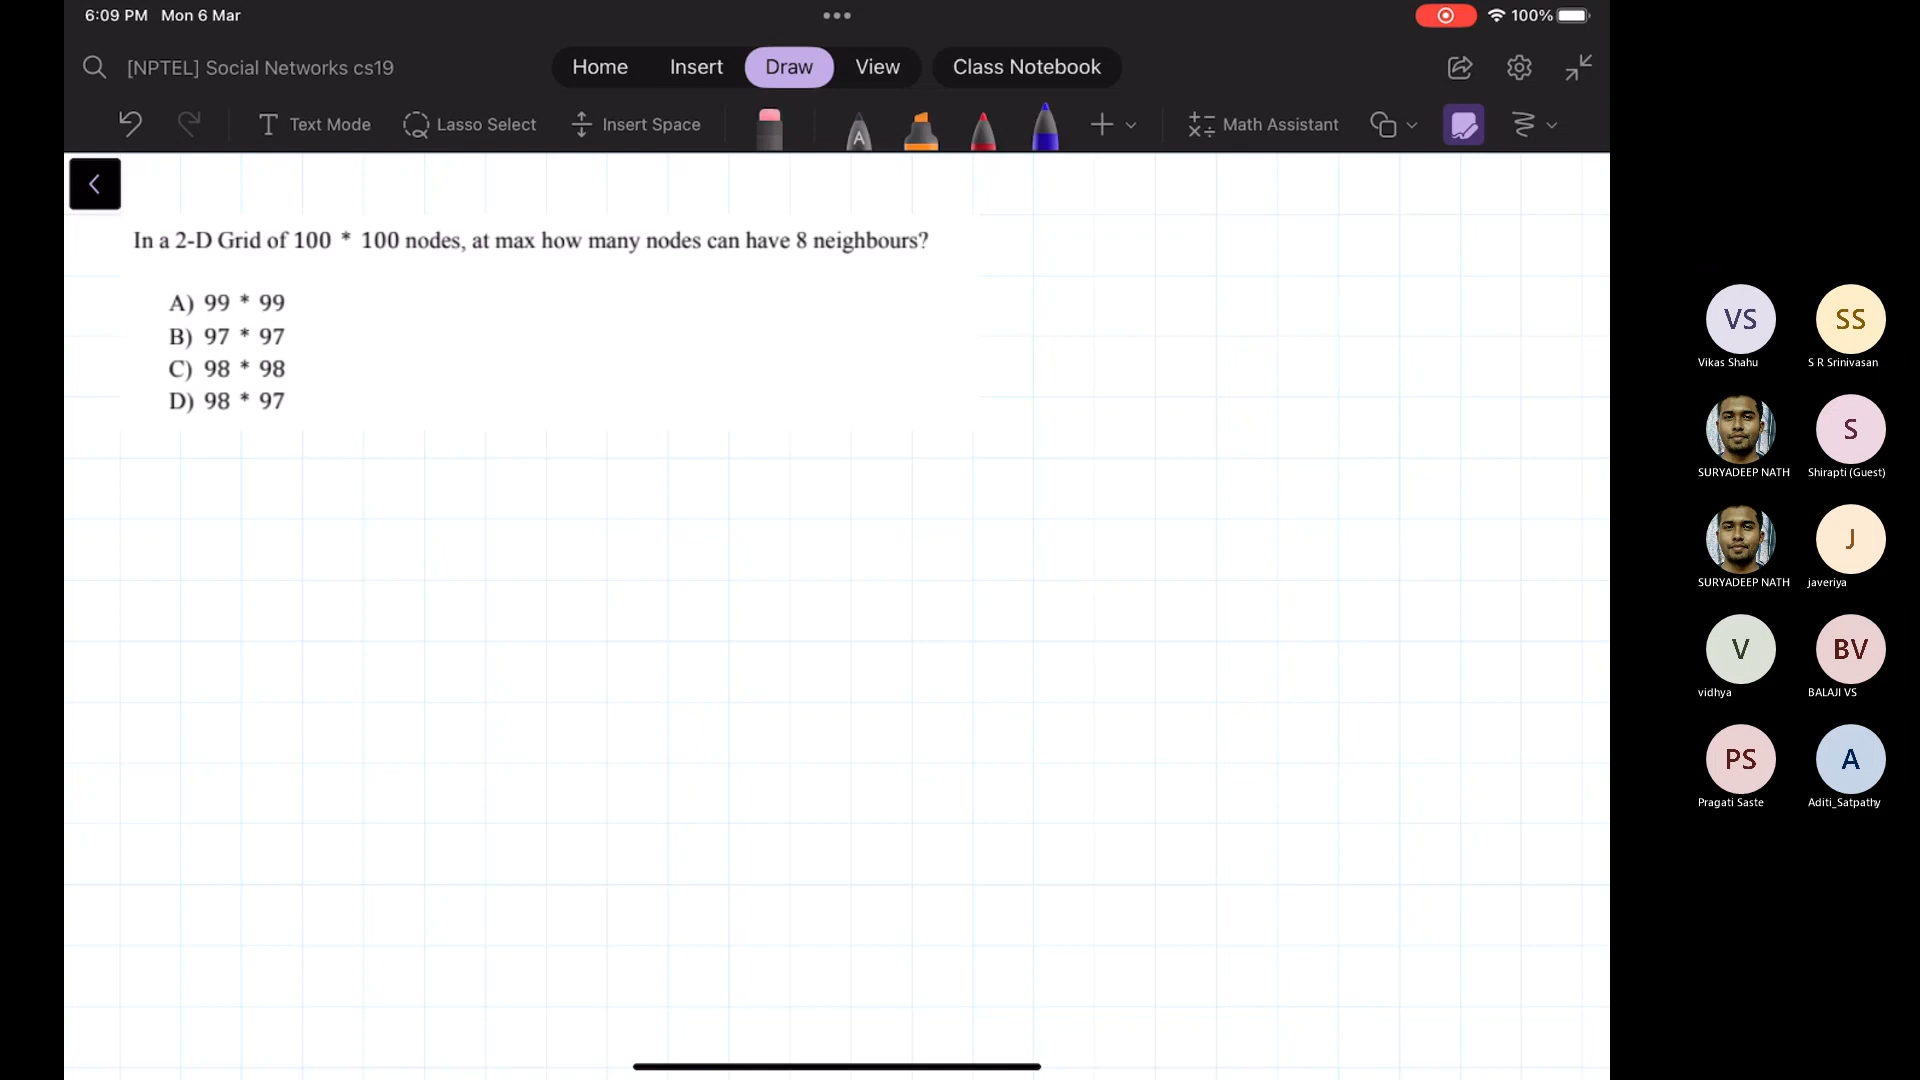 6:09 PM Mon 6 Mar
100%
[NPTEL] Social Networks cs19
Home Insert Draw View Class Notebook
Text Mode Lasso Select Insert Space A Math Assistant
In a 2-D Grid of 100 * 100 nodes, at max how many nodes can have 8 neighbours?
A) 99 * 99
B) 97 * 97
C) 98 * 98
D) 98 * 97
VS SS
Vikas Shahu S R Srinivasan
S
SURYADEEP NATH Shirapti (Guest)
J
SURYADEEP NATH javeriya
V BV
vidhya BALAJI VS
PS A
Pragati Saste Aditi_Satpathy